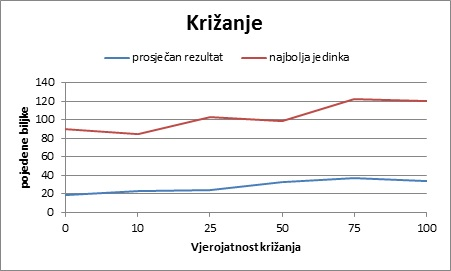 Križanje
prosječan rezultat najbolja jedinka
pojedene biljke
140
120
100
80
60
40
20
0
0 10 25 50 75 100
Vjerojatnost križanja